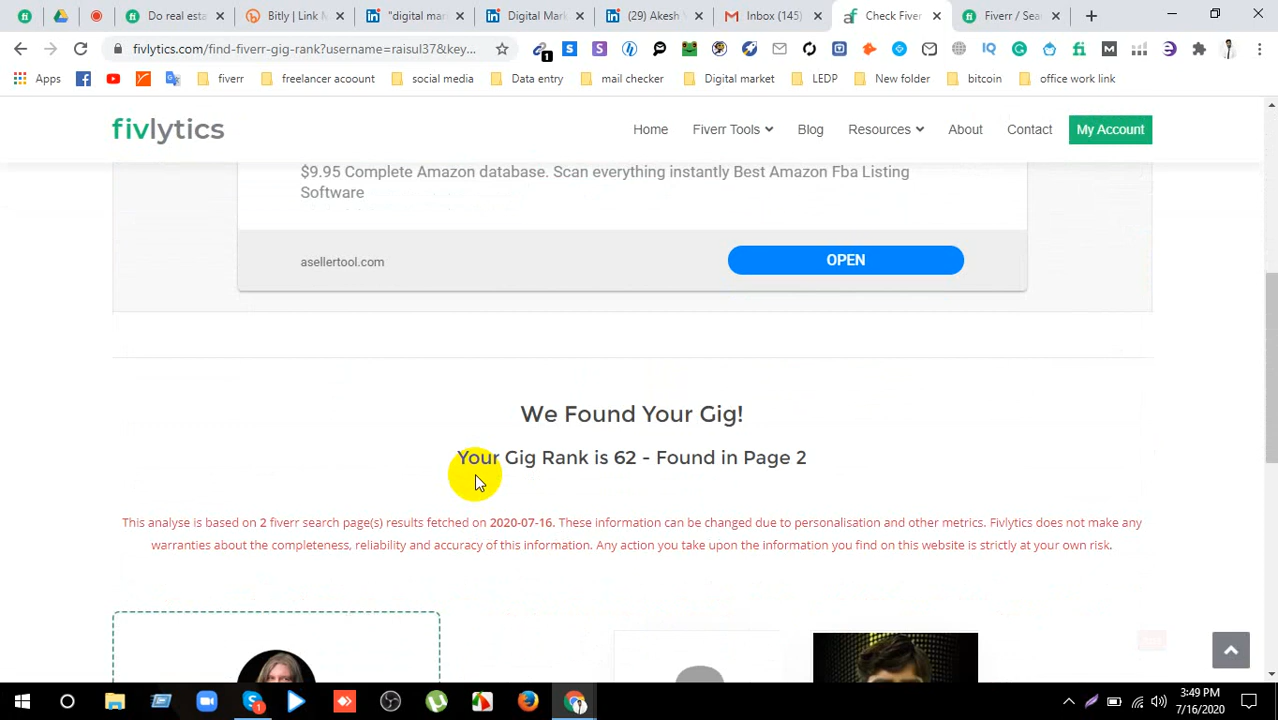 Do real esta
Bitly | Link M
"digital mar
Digital Mark
(29) Akesh V
Inbox (145)
Check Fiver
Fiverr / Sea
fivlytics.com/find-fiverr-gig-rank?username=raisul37&key...
1
Apps
fiverr
freelancer acount
social media
Data entry
mail checker
Digital market
LEDP
New folder
bitcoin
office work link
fivlytics
Home
Fiverr Tools
Blog
Resources
About
Contact
My Account
$9.95 Complete Amazon database. Scan everything instantly Best Amazon Fba Listing
Software
asellertool.com
OPEN
We Found Your Gig!
Your Gig Rank is 62 - Found in Page 2
This analyse is based on 2 fiverr search page(s) results fetched on 2020-07-16. These information can be changed due to personalisation and other metrics. Fivlytics does not make any
warranties about the completeness, reliability and accuracy of this information. Any action you take upon the information you find on this website is strictly at your own risk.
3:49 PM
7/16/2020